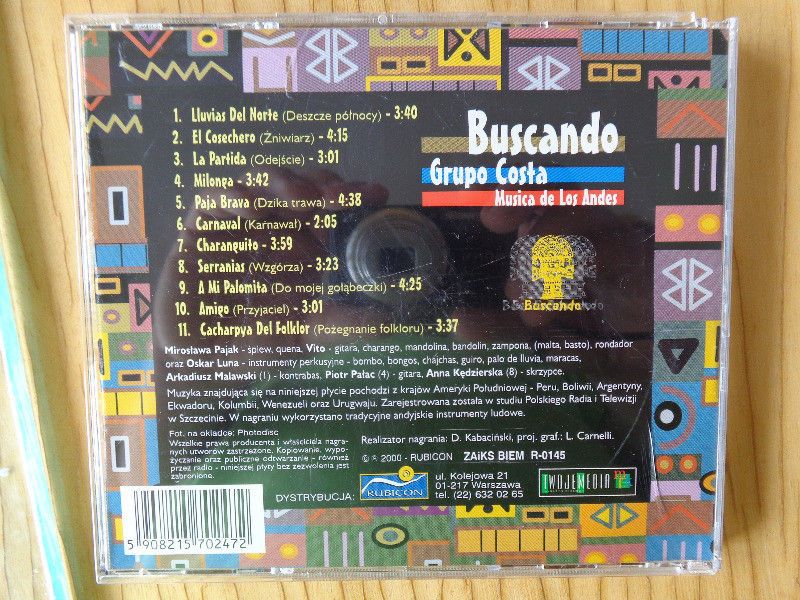 1. Lluvias Del Norte (Deszcze północy) - 3:40
2. El Cosechero (Żniwiarz) - 4:15
3. La Partida (Odejście) - 3:01
4. Milonga - 3:42
5. Paja Brava (Dzika trawa) - 4:38
6. Carnaval (Karnawał) - 2:05
7. Charanguito - 3:59
8. Serranias (Wzgórza) - 3:23
9. A Mi Palomita (Do mojej gołąbeczki) - 4:25
10. Amigo (Przyjaciel) - 3:01
11. Cacharpya Del Folklor (Pożegnanie folkloru) - 3:37
Buscando
Grupo Costa
Musica de Los Andes
Buscando
Mirosława Pająk - śpiew, quena, Vito - gitara, charango, mandolina, bandolin, zampona, (malta, basto), rondador
oraz Oskar Luna - instrumenty perkusyjne - bombo, bongos, chájchas, guiro, palo de lluvia, maracas,
Arkadiusz Malawski (1) - kontrabas, Piotr Pałac (4) - gitara, Anna Kędzierska (8) - skrzypce.
Muzyka znajdująca się na niniejszej płycie pochodzi z krajów Ameryki Południowej - Peru, Boliwii, Argentyny,
Ekwadoru, Kolumbii, Wenezueli oraz Urugwaju. Zarejestrowana została w studiu Polskiego Radia i Telewizji
w Szczecinie. W nagraniu wykorzystano tradycyjne andyjskie instrumenty ludowe.
Fot. na okładce: Photodisc
Wszelkie prawa producenta i właściciela nagra-
nych utworów zastrzeżone. Kopiowanie, wypo-
życzanie oraz publiczne odtwarzanie - również
przez radio - niniejszej płyty bez zezwolenia jest
zabronione.
Realizator nagrania: D. Kabaciński, proj. graf.: L. Carnelli.
© ℗ 2000 - RUBICON ZAiKS BIEM R-0145
DYSTRYBUCJA:
RUBICON
ul. Kolejowa 21
01-217 Warszawa
tel. (22) 632 02 65
TWOJEMEDIA
5 908215 702472